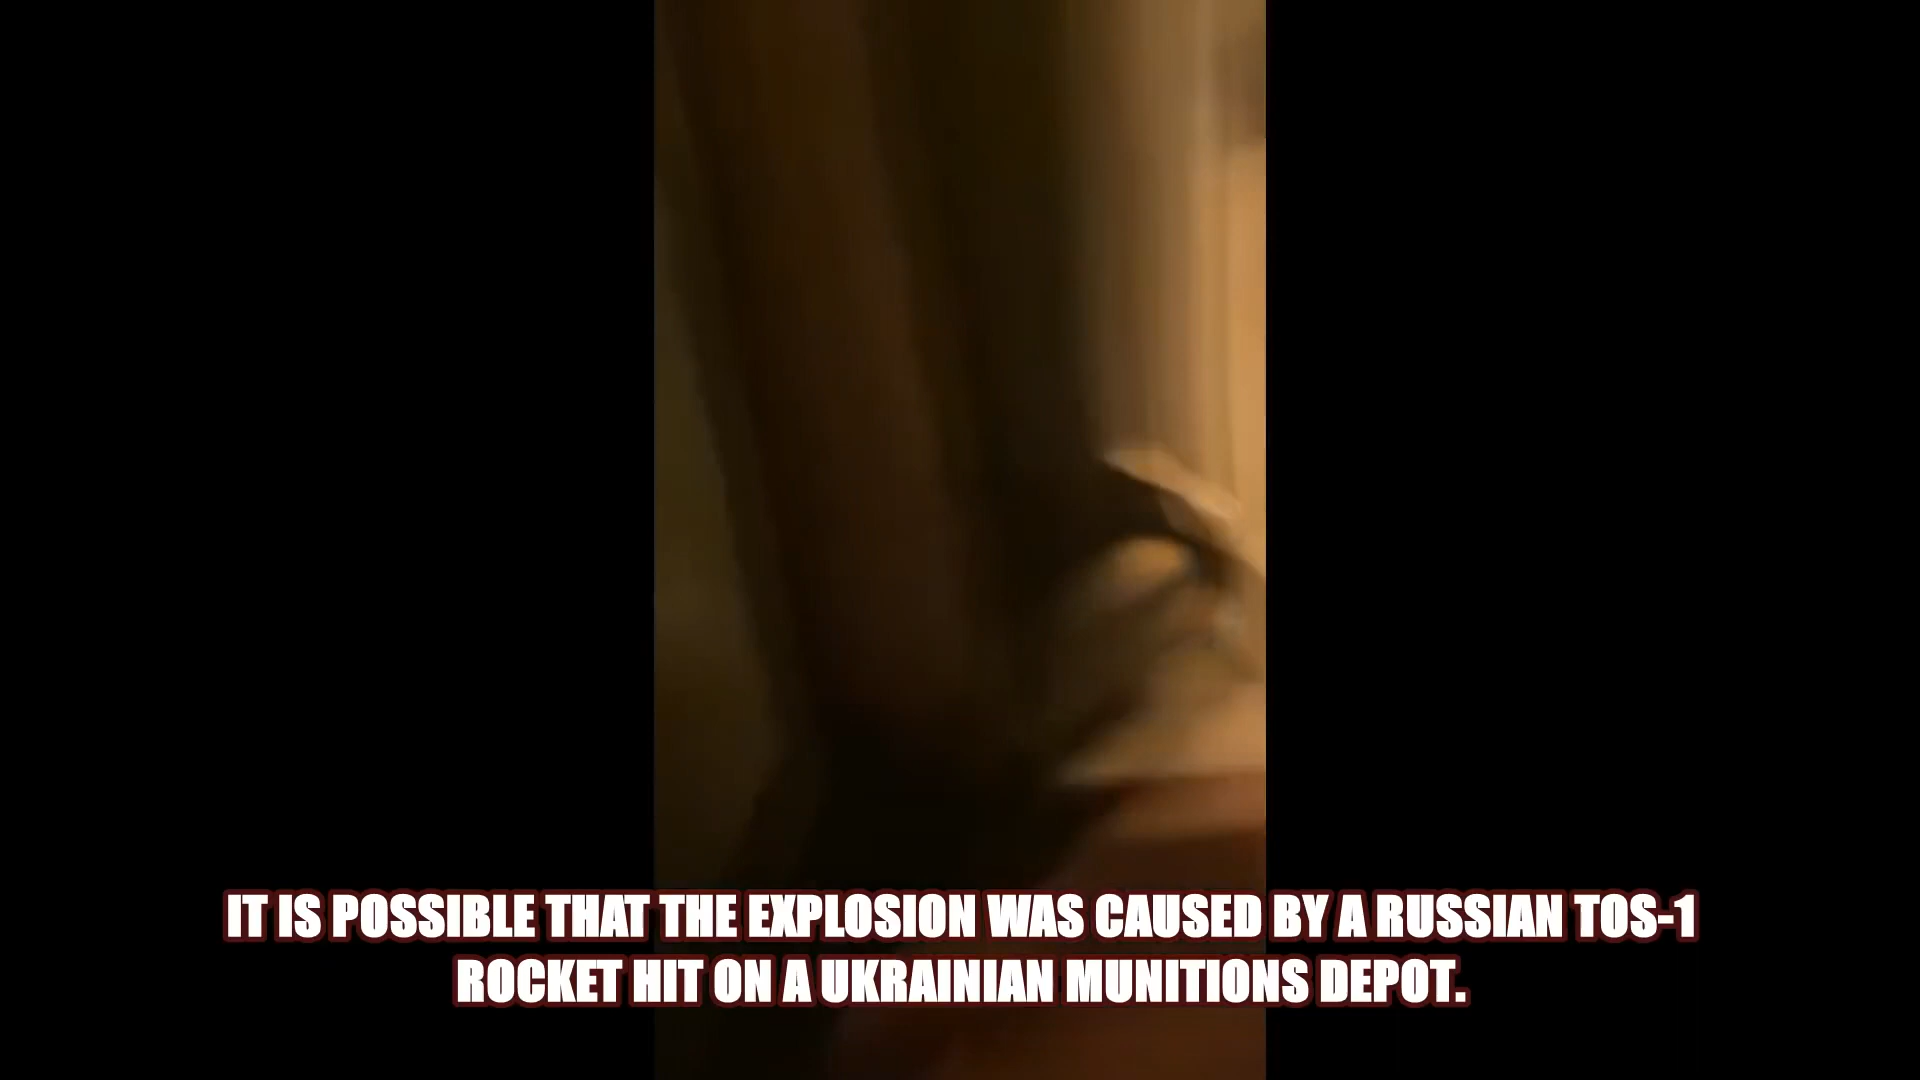 IT IS POSSIBLE THAT THE EXPLOSION WAS CAUSED BY A RUSSIAN TOS-1
ROCKET HIT ON A UKRAINIAN MUNITIONS DEPOT.